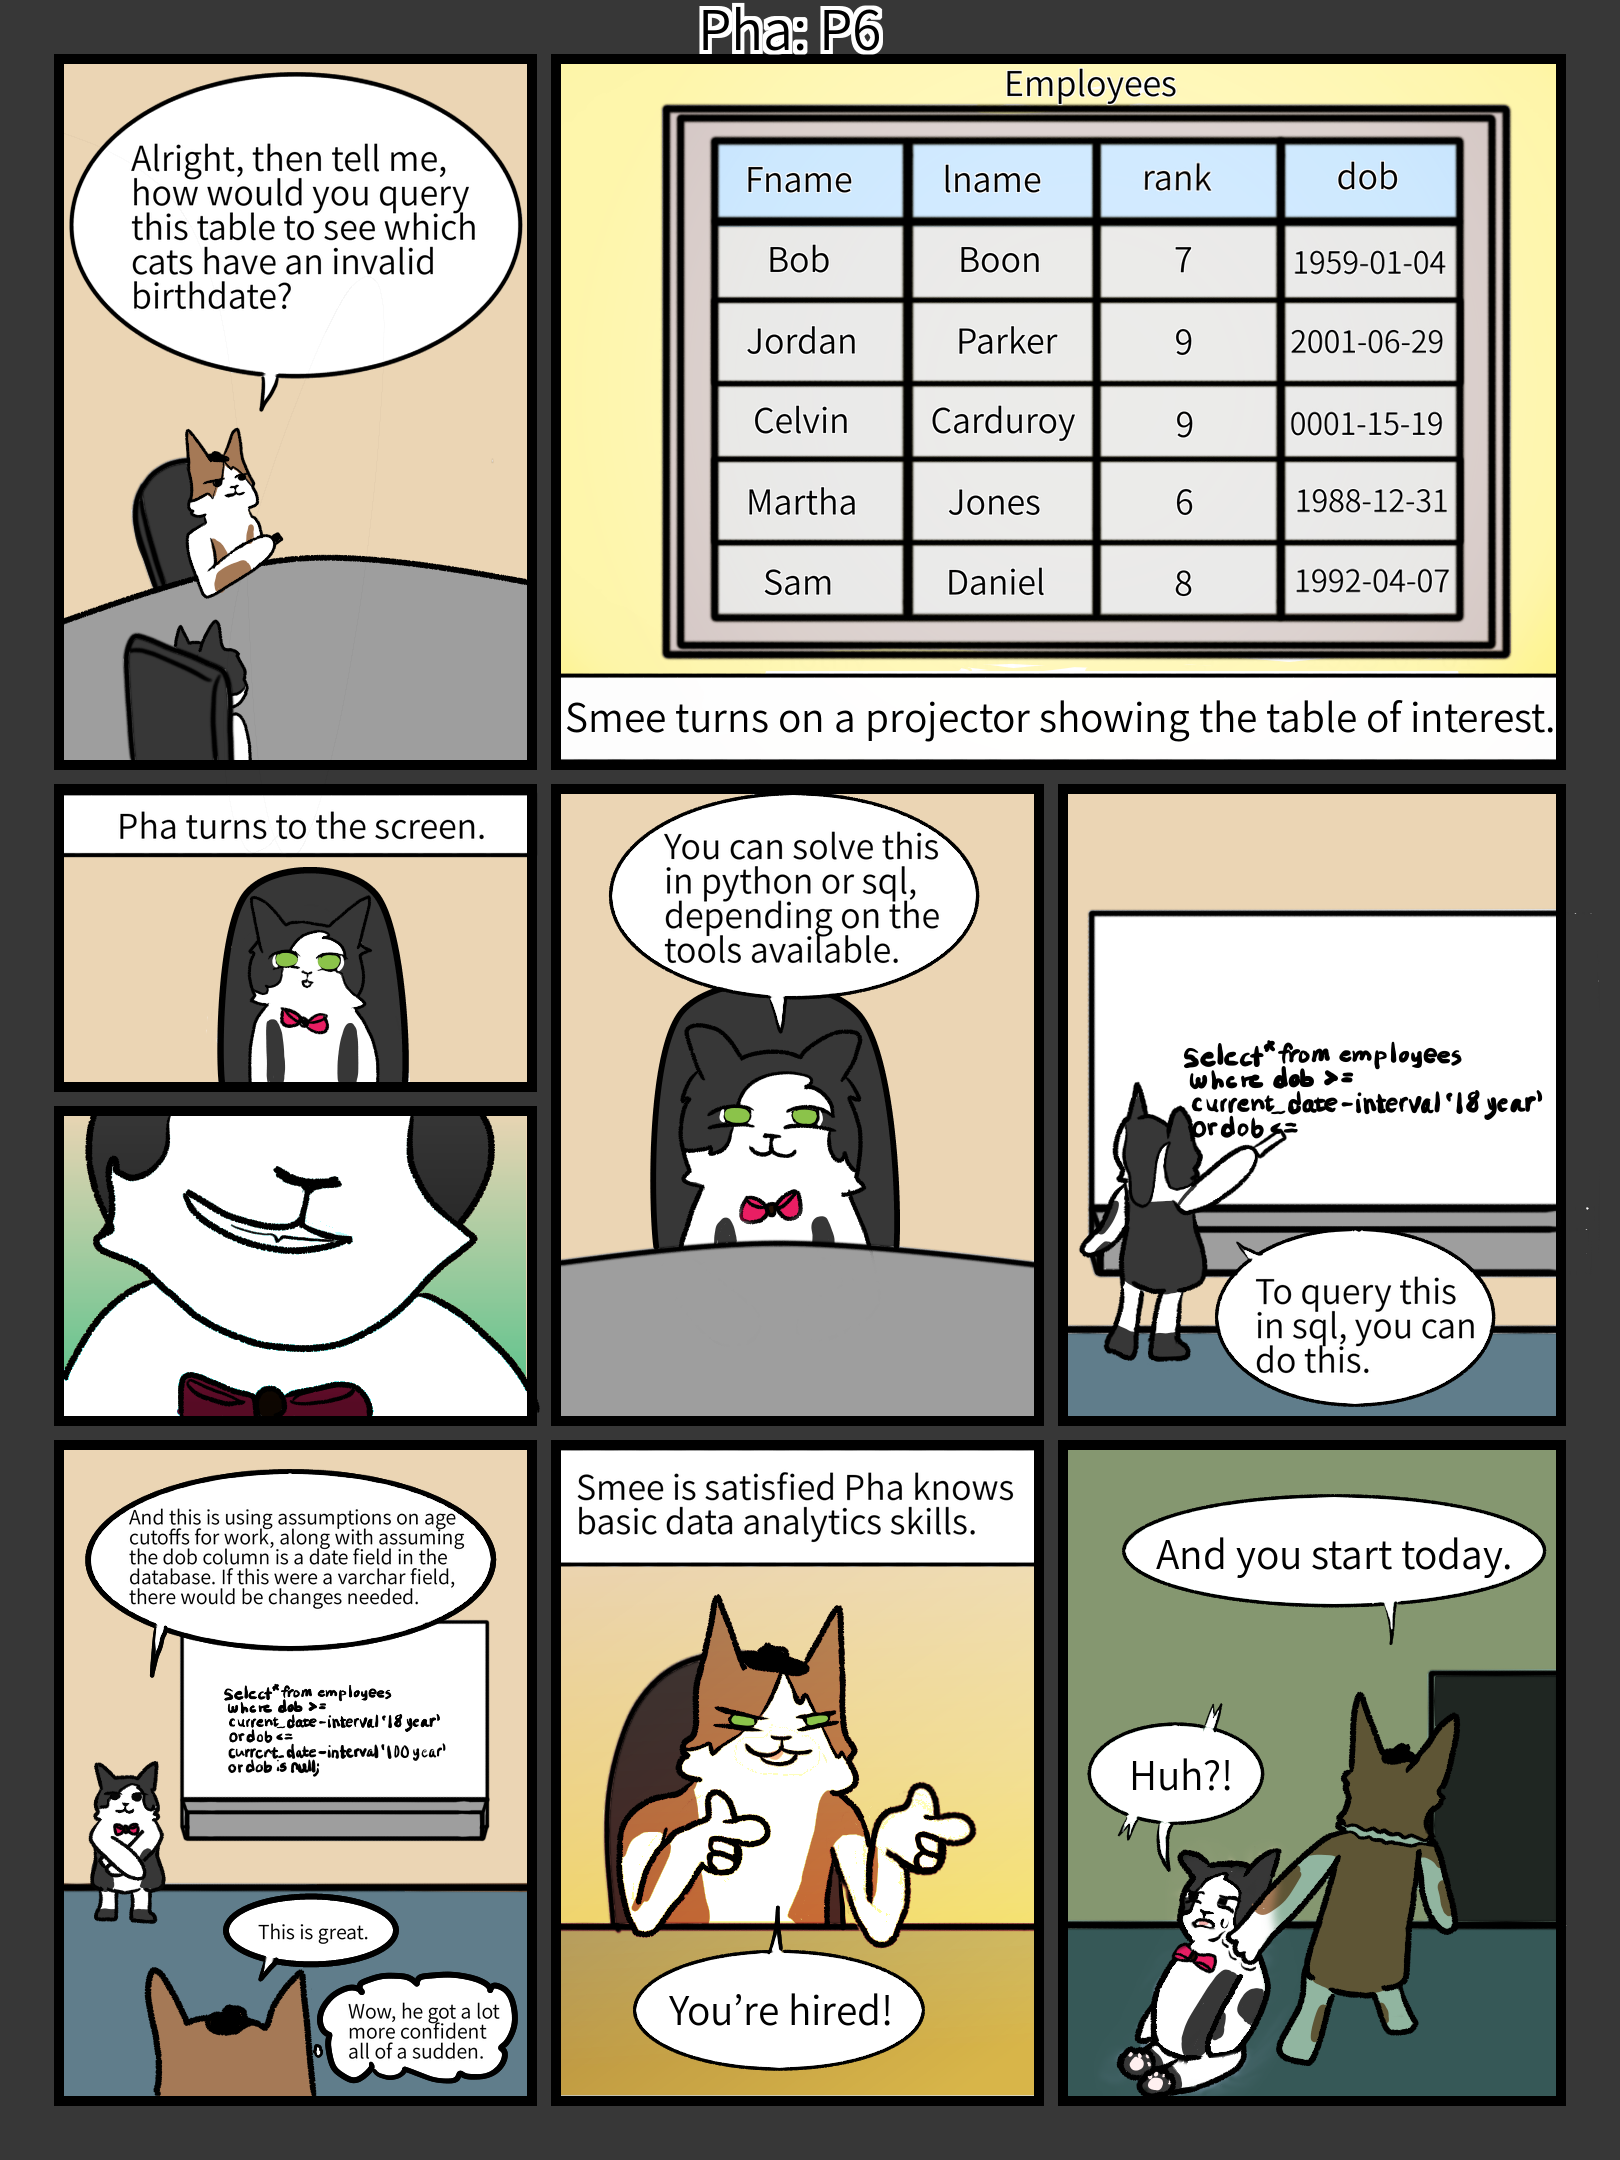 Pha: P6
Alright, then tell me,
how would you query
this table to see which
cats have an invalid
birthdate?
Employees
Fname lname rank dob
Bob Boon 7 1959-01-04
Jordan Parker 9 2001-06-29
Celvin Carduroy 9 0001-15-19
Martha Jones 6 1988-12-31
Sam Daniel 8 1992-04-07
Smee turns on a projector showing the table of interest.
Pha turns to the screen.
You can solve this
in python or sql,
depending on the
tools available.
Select* from employees
where dob >=
current_date-interval '18 year'
or dob <=
To query this
in sql, you can
do this.
And this is using assumptions on age
cutoffs for work, along with assuming
the dob column is a date field in the
database. If this were a varchar field,
there would be changes needed.
Select* from employees
where dob >=
current_date-interval '18 year'
or dob <=
current_date-interval '100 year'
or dob is null;
This is great.
Wow, he got a lot
more confident
all of a sudden.
Smee is satisfied Pha knows
basic data analytics skills.
You're hired!
And you start today.
Huh?!